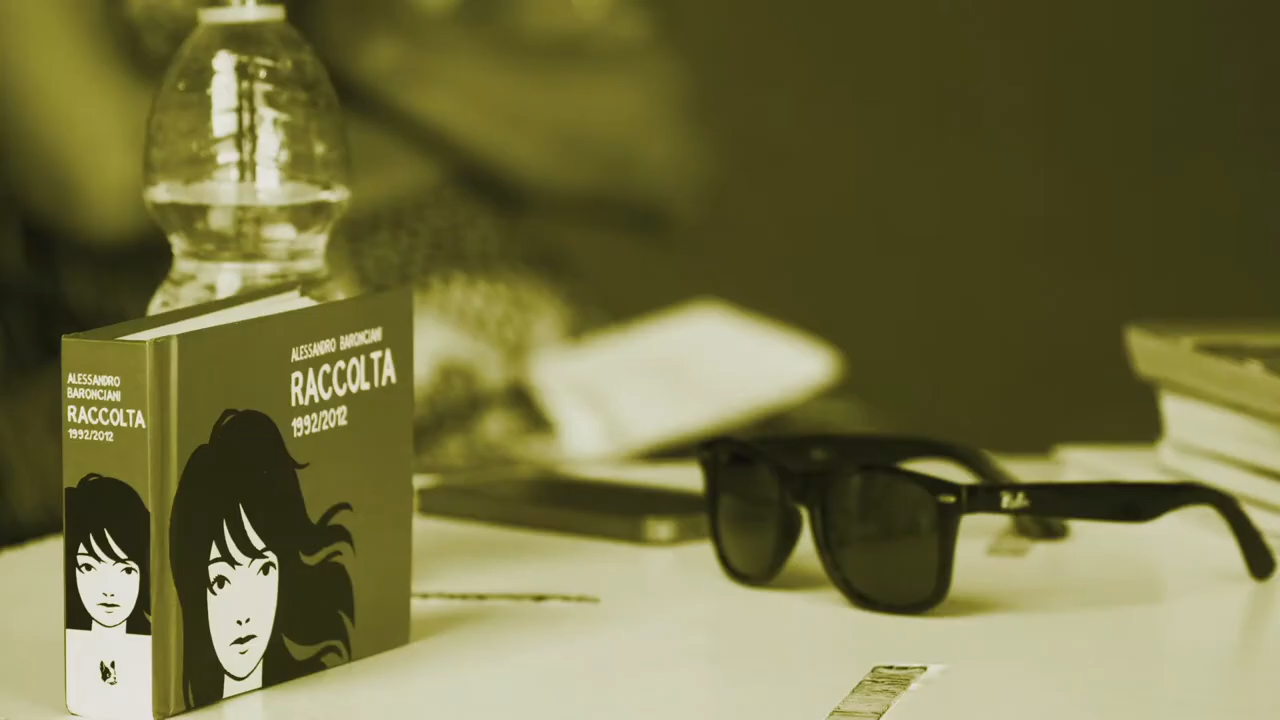 ALESSANDRO
BARONCIANI
RACCOLTA
1992/2012
ALESSANDRO BARONCIANI
RACCOLTA
1992/2012